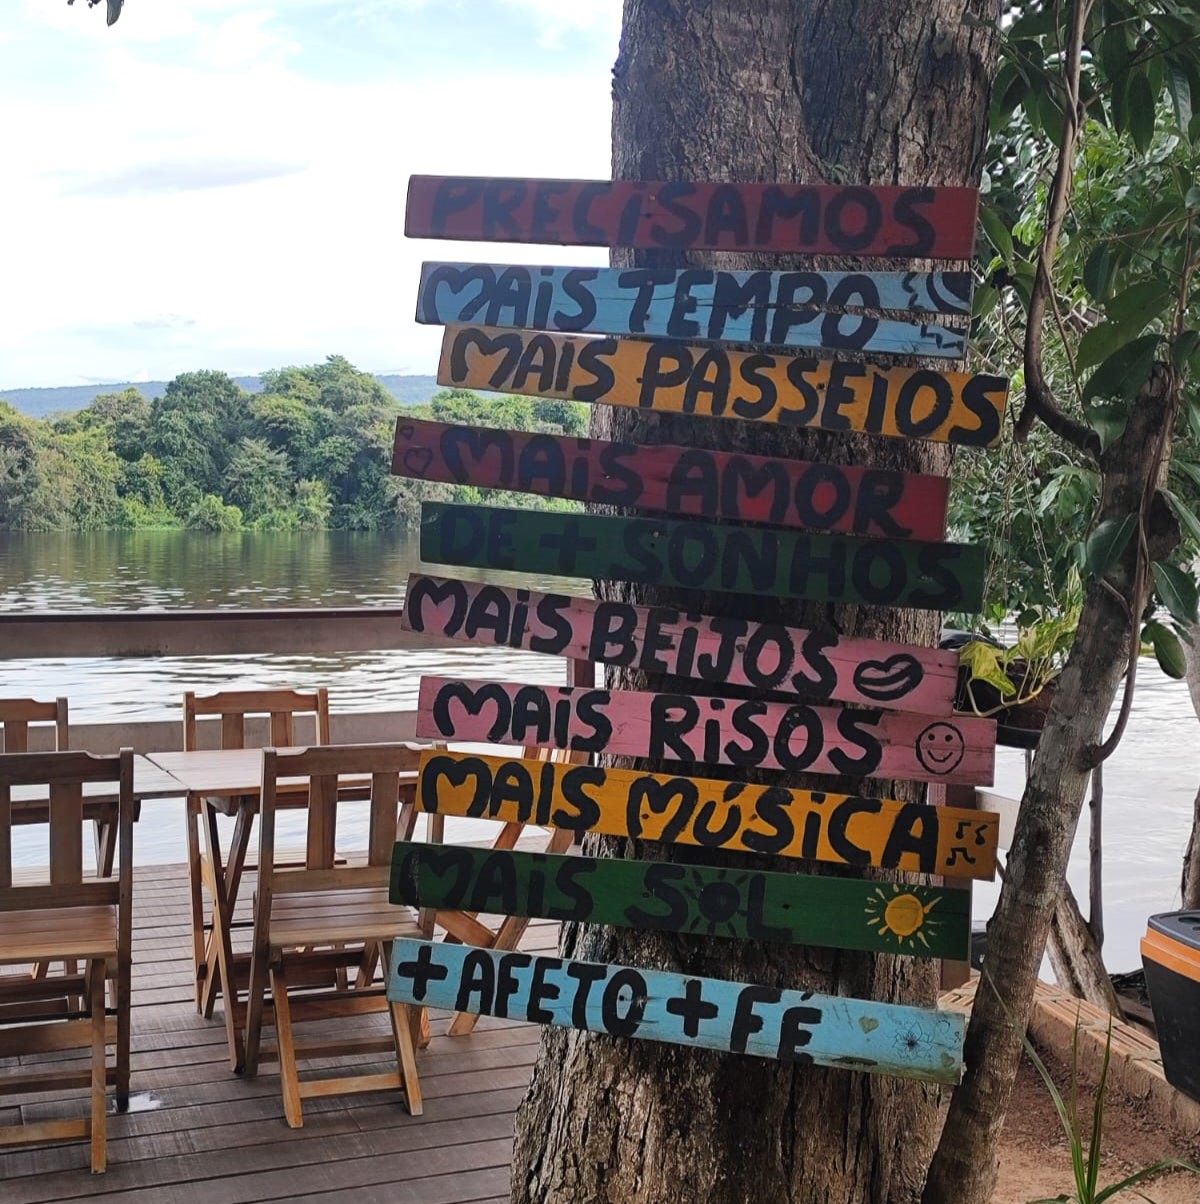 PRECiSAMOS
MAiS TEMPO
MAiS PASSEIOS
MAiS AMOR
DE + SONHOS
MAiS BEiJOS
MAiS RiSOS
MAIS MÚSiCA
MAiS SOL
+ AFETO + FÉ